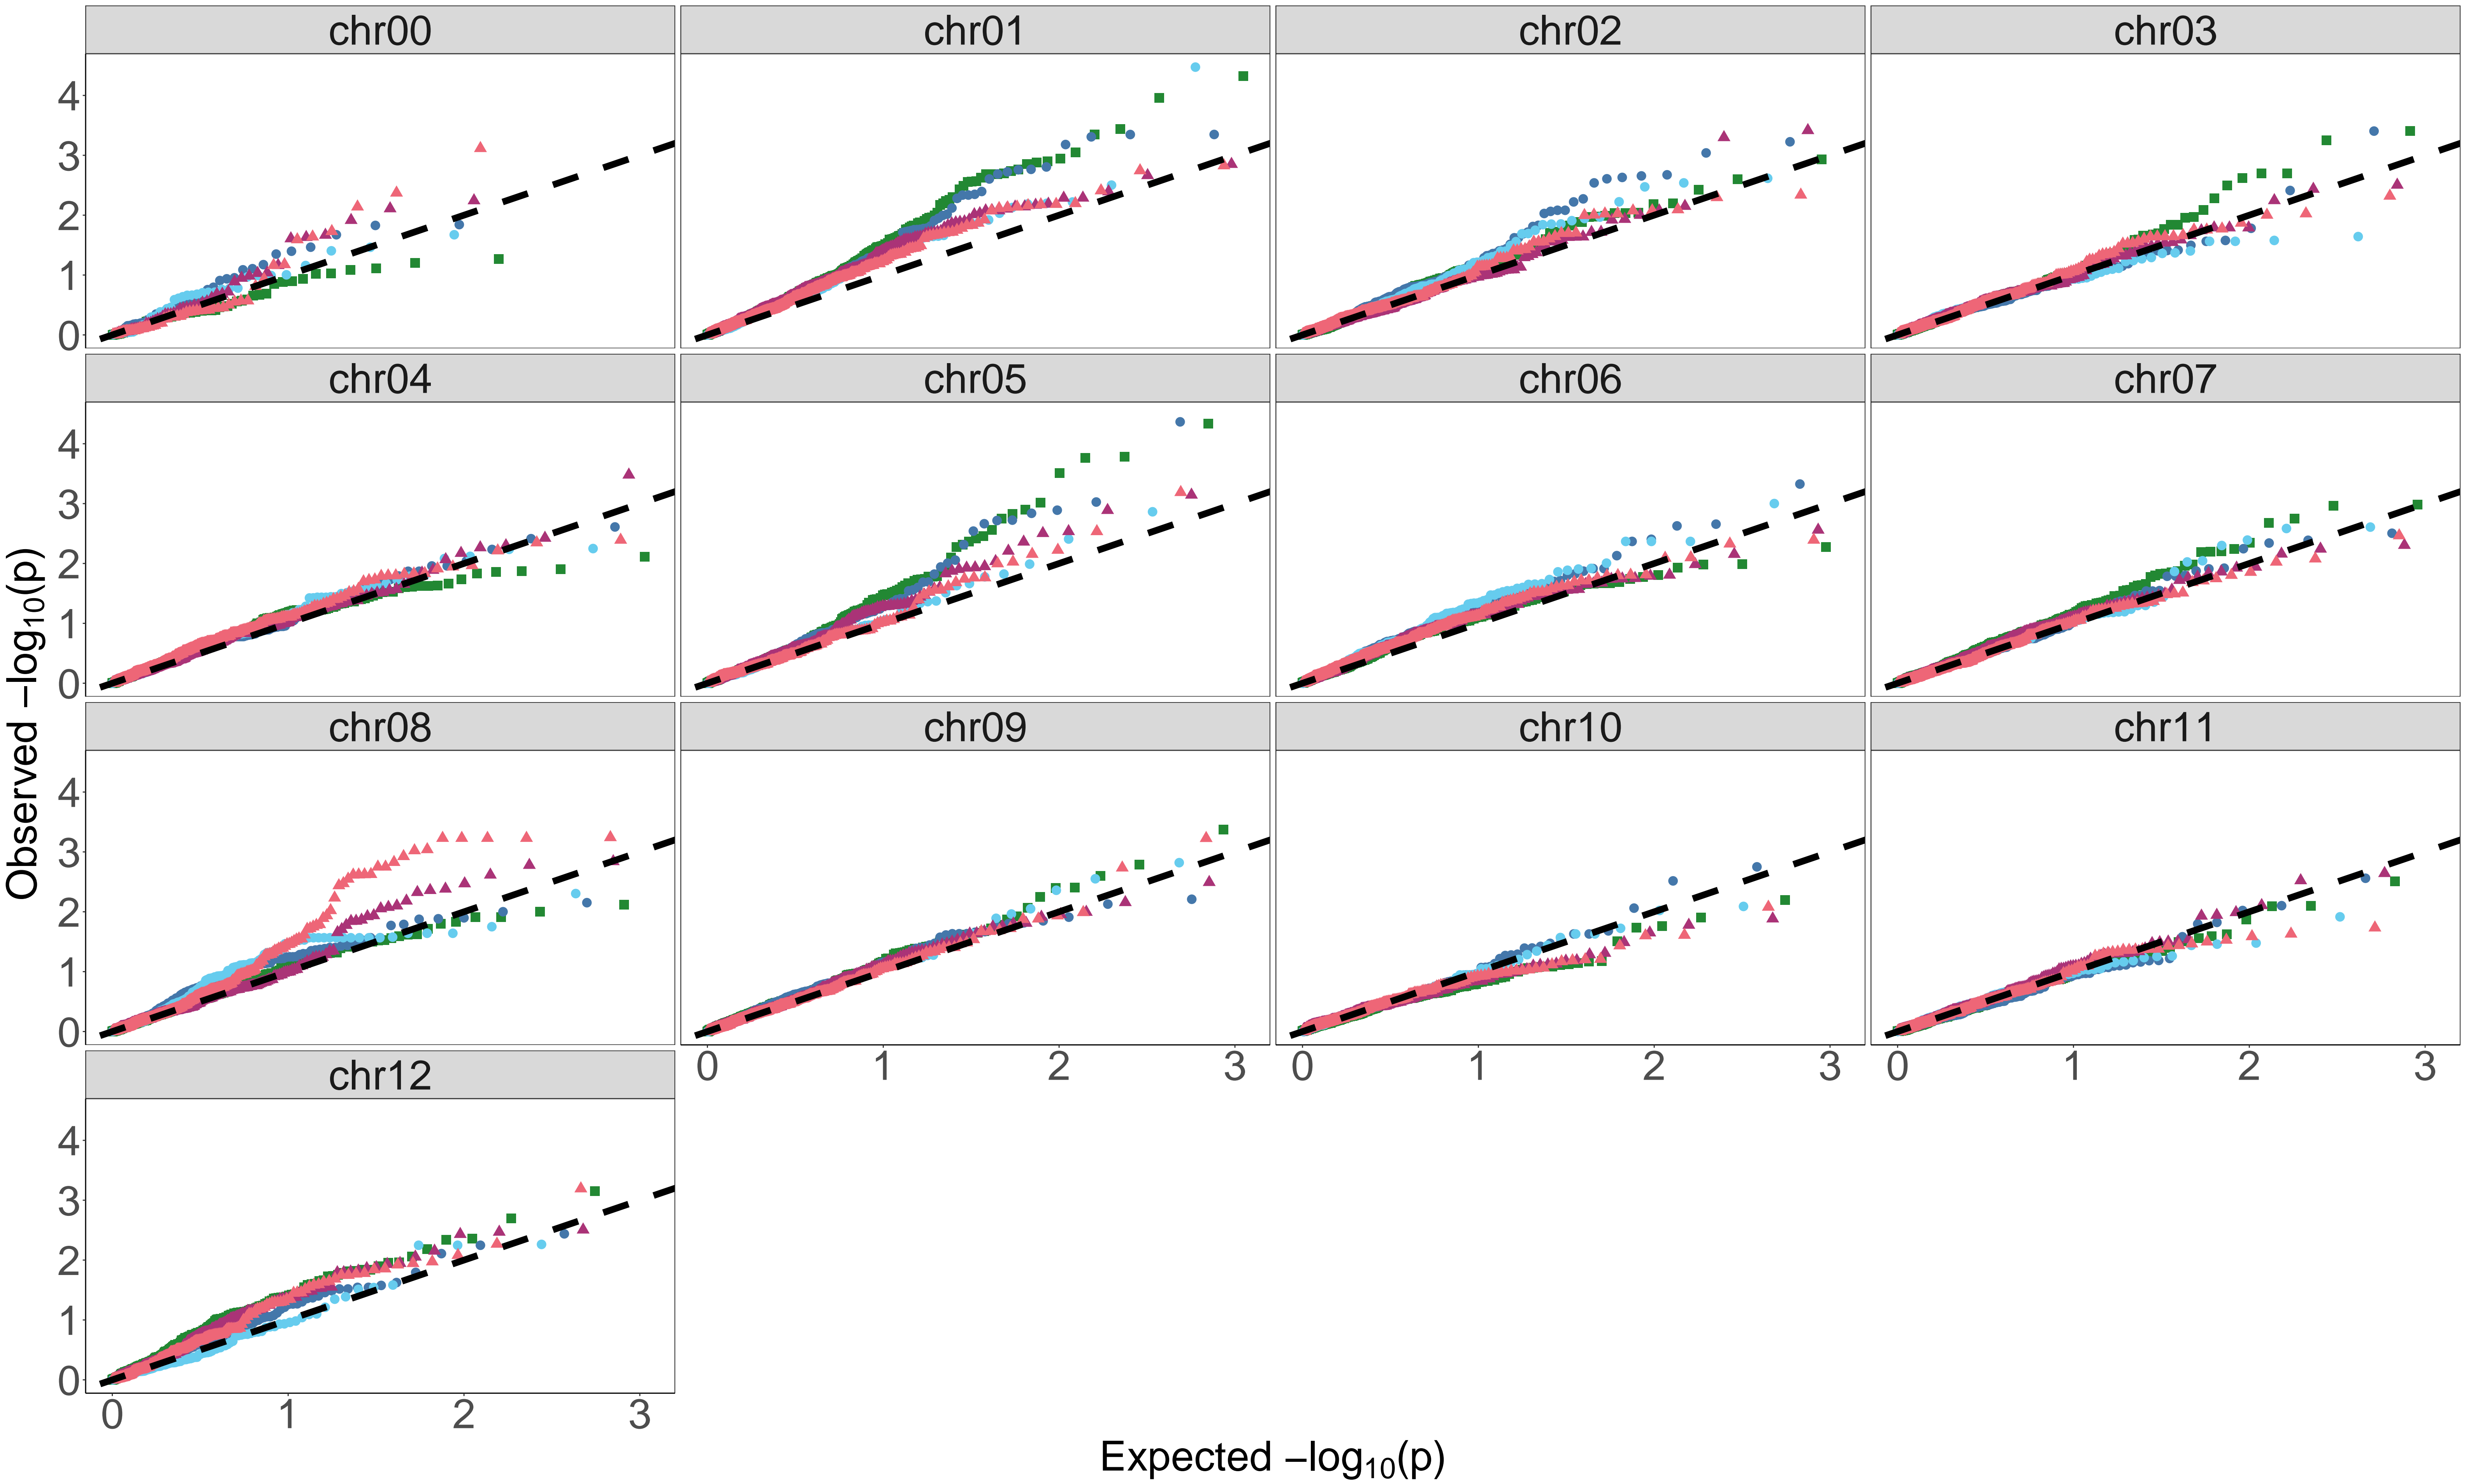 chr00 chr01 chr02 chr03
4
3
2
1
0
chr04 chr05 chr06 chr07
4
3
2
1
0
chr08 chr09 chr10 chr11
4
3
2
1
0
0 1 2 3 0 1 2 3 0 1 2 3
chr12
4
3
2
1
0
0 1 2 3
Observed −log10(p)
Expected −log10(p)